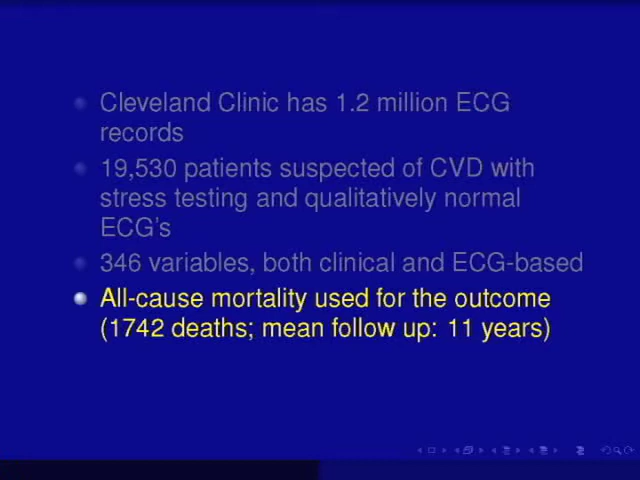 Cleveland Clinic has 1.2 million ECG
records
19,530 patients suspected of CVD with
stress testing and qualitatively normal
ECG's
346 variables, both clinical and ECG-based
All-cause mortality used for the outcome
(1742 deaths; mean follow up: 11 years)